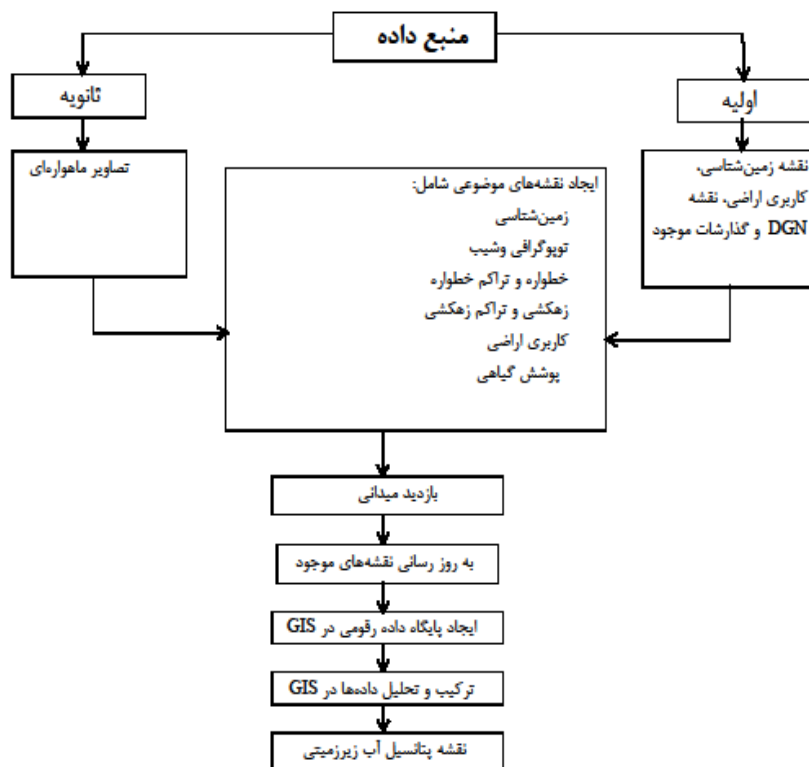 منبع داده
اولیه
ثانویه
نقشه زمین‌شناسی،
کاربری اراضی، نقشه
DGN و گذارشات موجود
تصاویر ماهواره‌ای
ایجاد نقشه‌های موضوعی شامل:
زمین‌شناسی
توپوگرافی وشیب
خطواره و تراکم خطواره
زهکشی و تراکم زهکشی
کاربری اراضی
پوشش گیاهی
بازدید میدانی
به روز رسانی نقشه‌های موجود
ایجاد پایگاه داده رقومی در GIS
ترکیب و تحلیل داده‌ها در GIS
نقشه پتانسیل آب زیرزمیتی